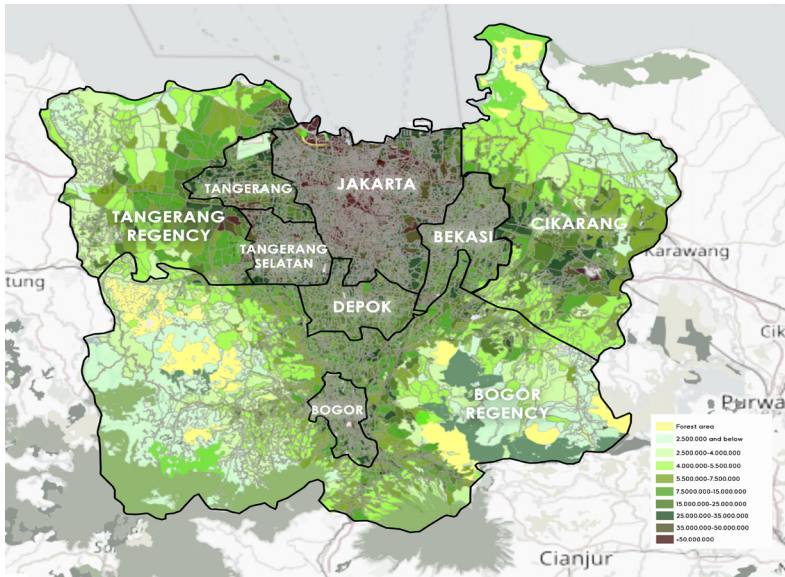 JAKARTA
TANGERANG
TANGERANG
REGENCY
CIKARANG
BEKASI
TANGERANG
SELATAN
Karawang
tung
DEPOK
Cik
BOGOR
REGENCY
BOGOR
Purwa
Forest area
2.500.000 and below
2.500.000-4.000.000
4.000.000-5.500.000
5.500.000-7.500.000
7.5000.000-15.000.000
15.000.000-25.000.000
25.000.000-35.000.000
35.000.000-50.000.000
+50.000.000
Cianjur